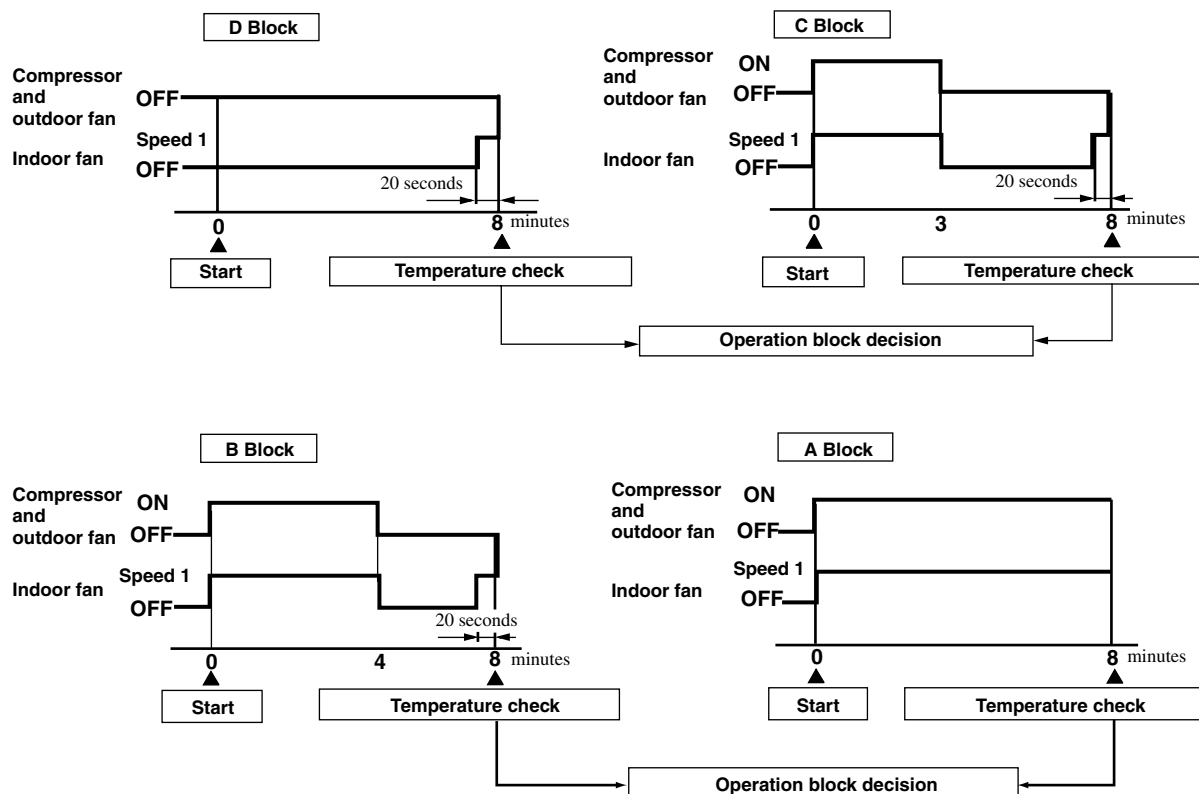 D Block
Compressor
and
outdoor fan
OFF
Speed 1
Indoor fan
OFF
20 seconds
0
8 minutes
Start
Temperature check
C Block
Compressor
and
outdoor fan
ON
OFF
Speed 1
Indoor fan
OFF
20 seconds
0
3
8 minutes
Start
Temperature check
Operation block decision
B Block
Compressor
and
outdoor fan
ON
OFF
Speed 1
Indoor fan
OFF
20 seconds
0
4
8 minutes
Start
Temperature check
A Block
Compressor
and
outdoor fan
ON
OFF
Speed 1
Indoor fan
OFF
0
8 minutes
Start
Temperature check
Operation block decision